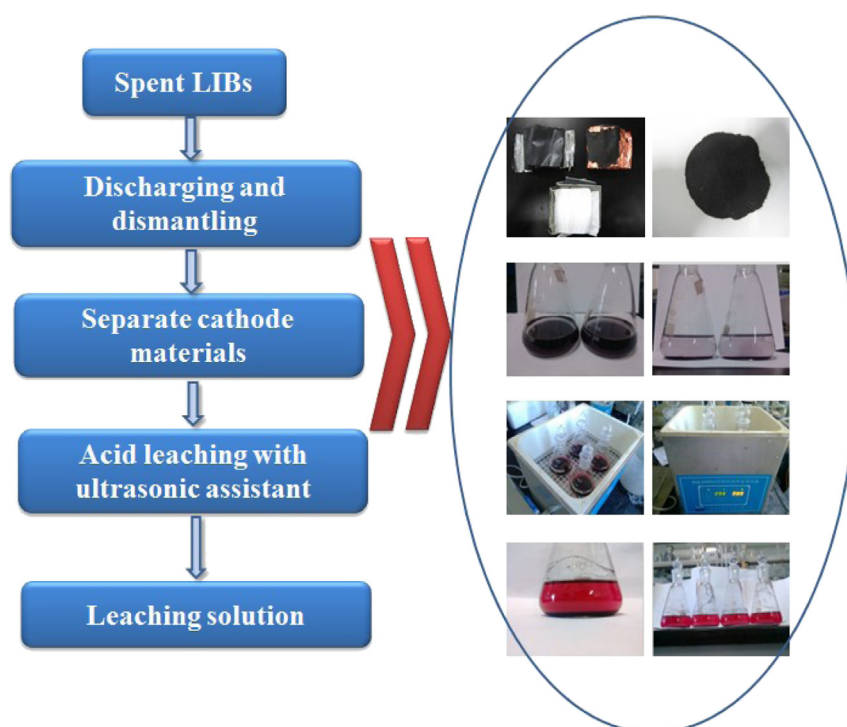 Spent LIBs
Discharging and
dismantling
Separate cathode
materials
Acid leaching with
ultrasonic assistant
Leaching solution